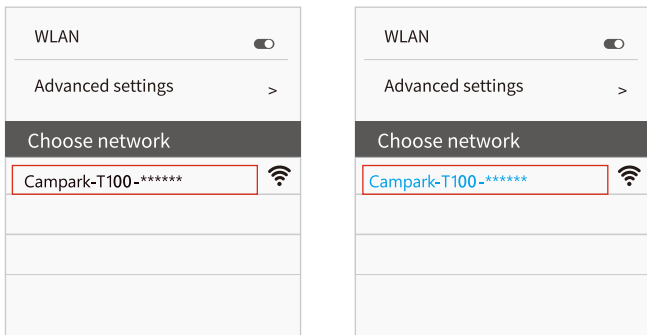 WLAN
Advanced settings >
Choose network
Campark-T100-******
WLAN
Advanced settings >
Choose network
Campark-T100-******